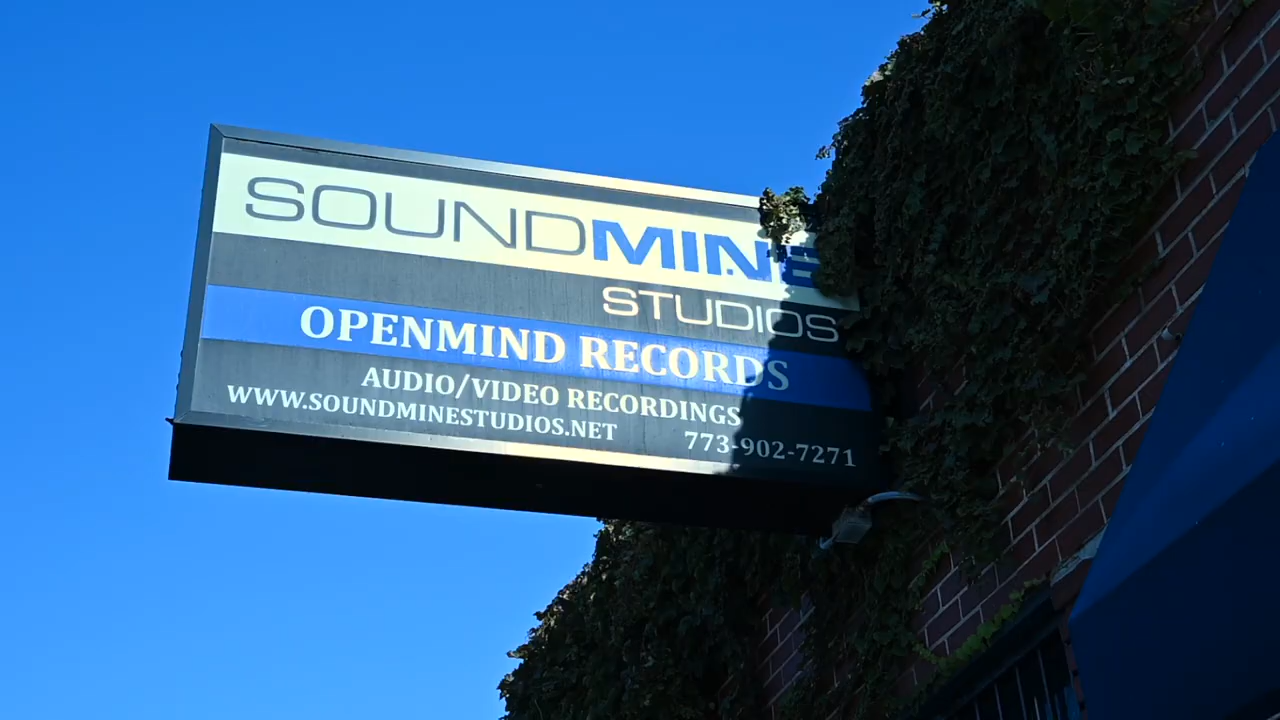 SOUNDMINE
STUDIOS
OPENMIND RECORDS
AUDIO/VIDEO RECORDINGS
WWW.SOUNDMINESTUDIOS.NET
773-902-7271